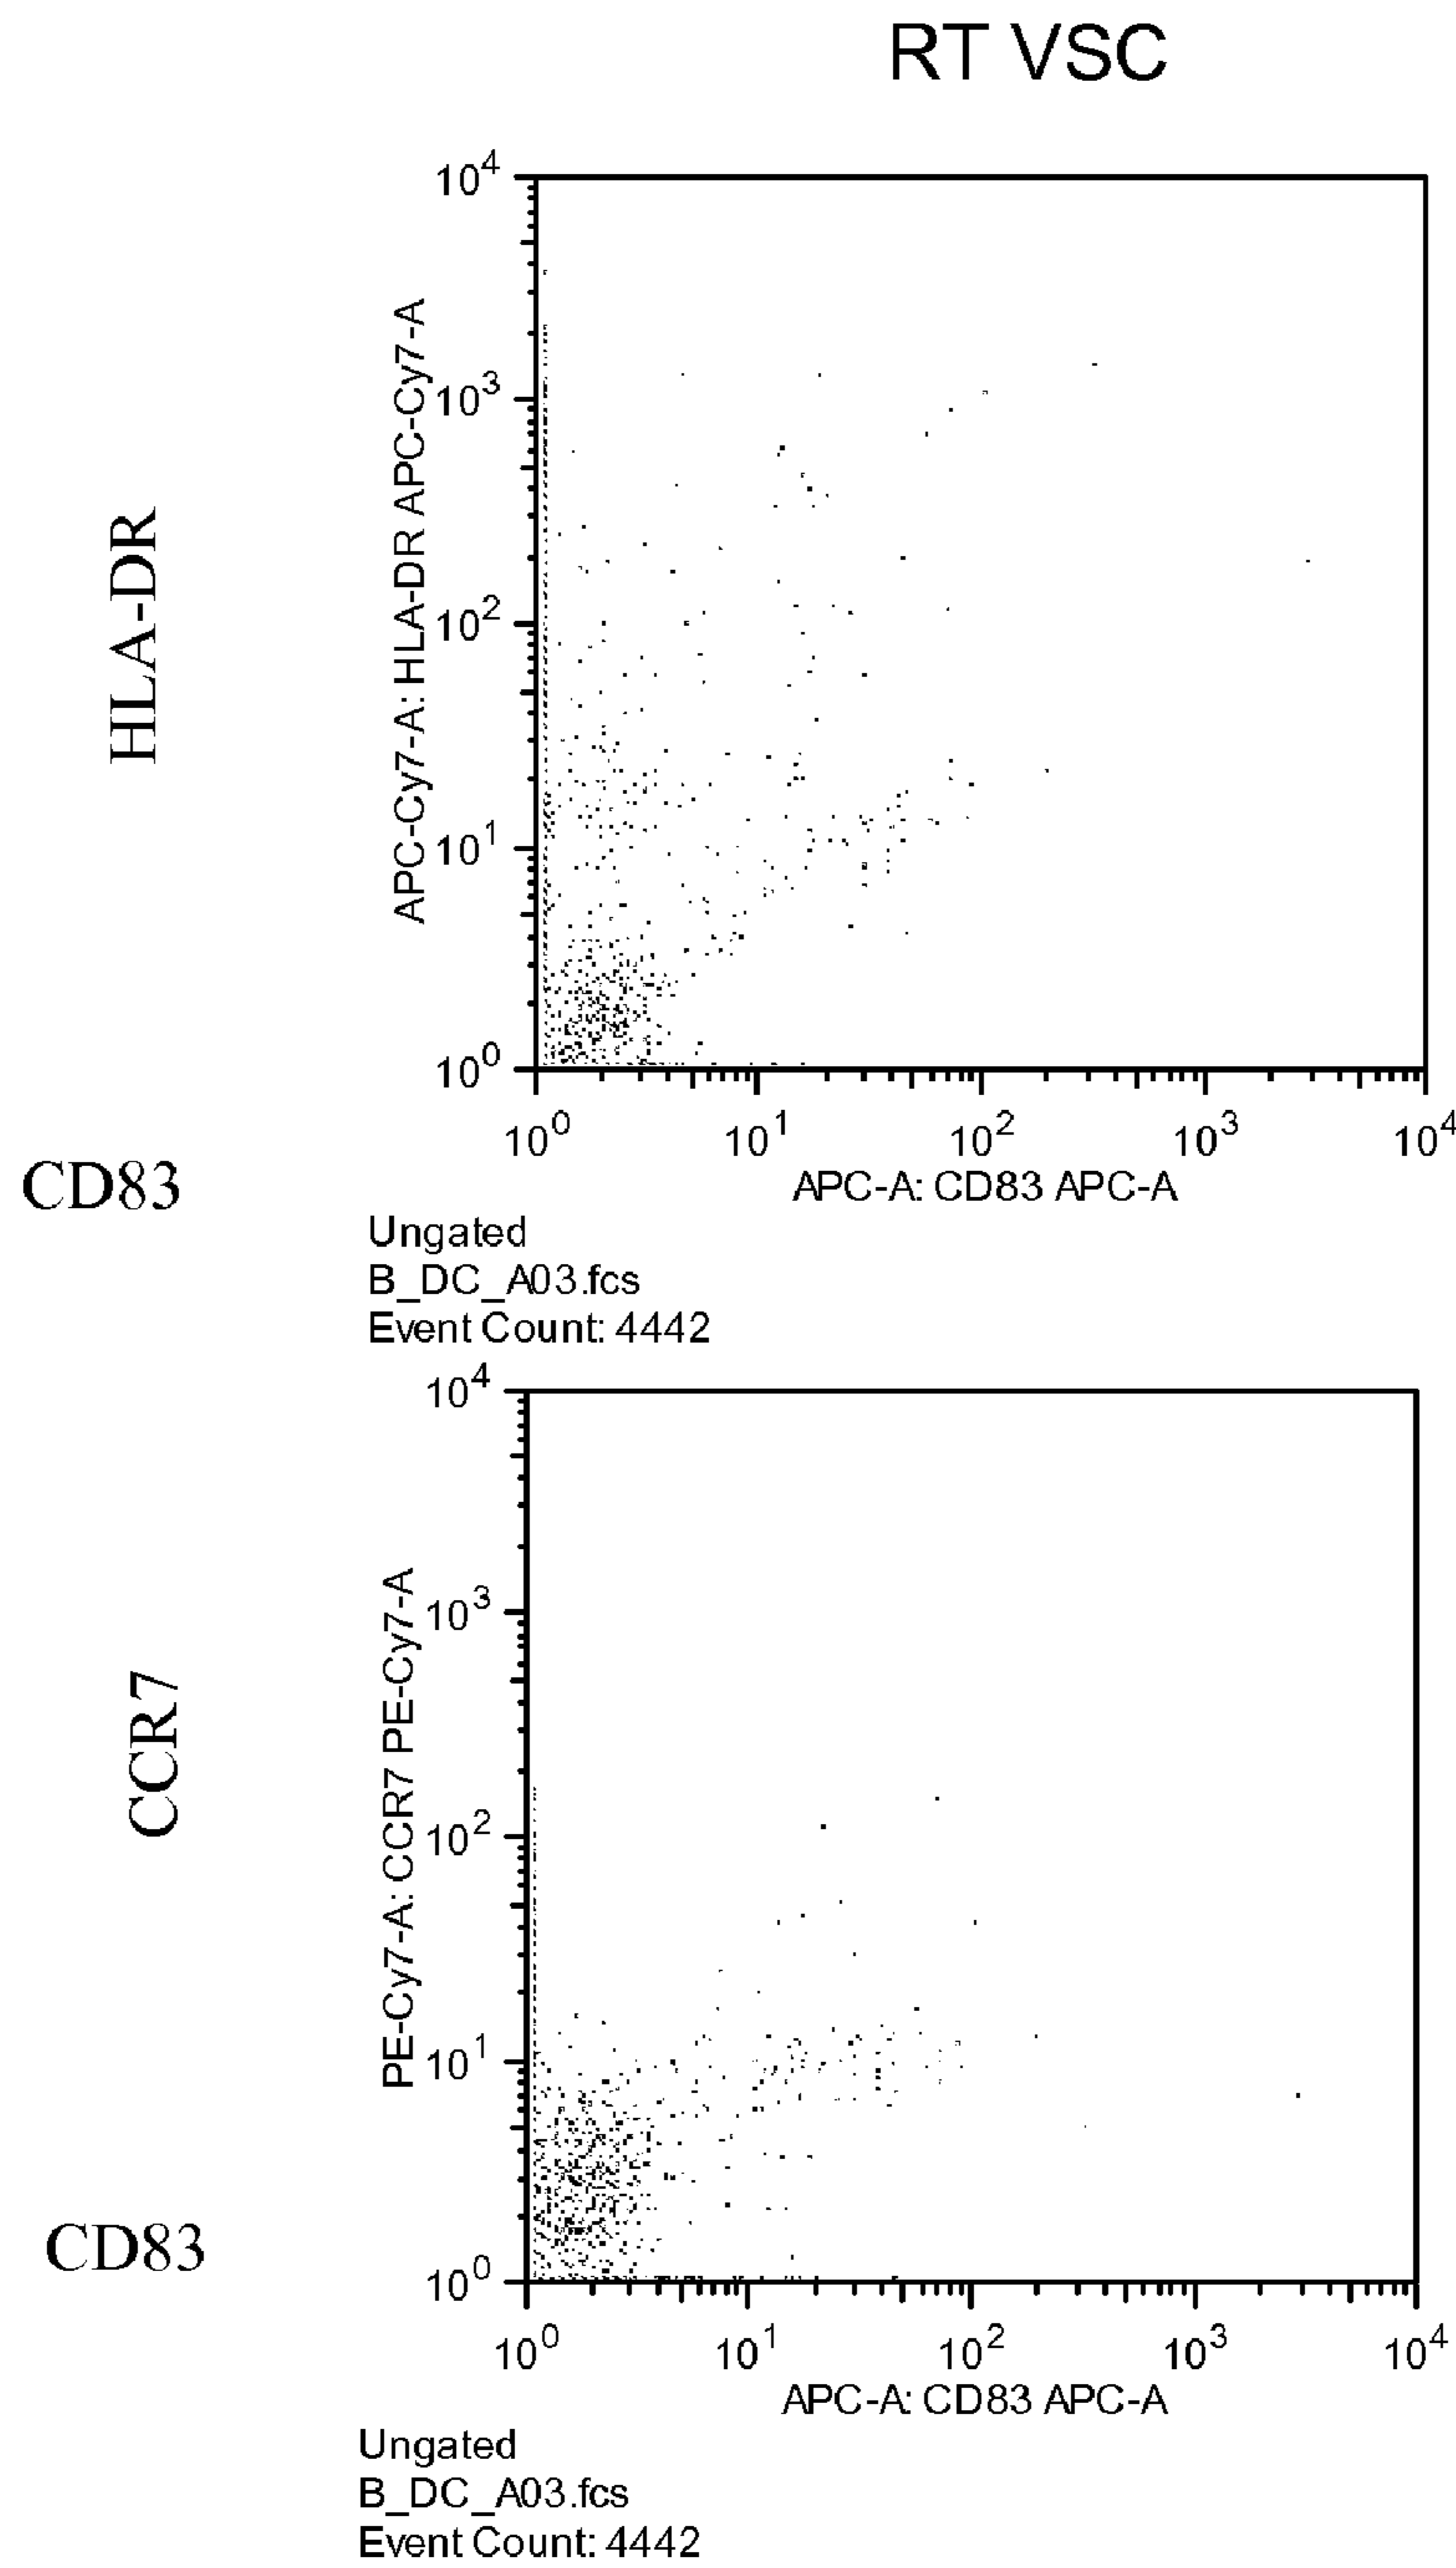 RT VSC
HLA-DR
APC-Cy7-A: HLA-DR APC-Cy7-A
10^4
10^3
10^2
10^1
10^0
10^0 10^1 10^2 10^3 10^4
CD83
APC-A: CD83 APC-A
Ungated
B_DC_A03.fcs
Event Count: 4442
CCR7
PE-Cy7-A: CCR7 PE-Cy7-A
10^4
10^3
10^2
10^1
10^0
CD83
10^0 10^1 10^2 10^3 10^4
APC-A: CD83 APC-A
Ungated
B_DC_A03.fcs
Event Count: 4442